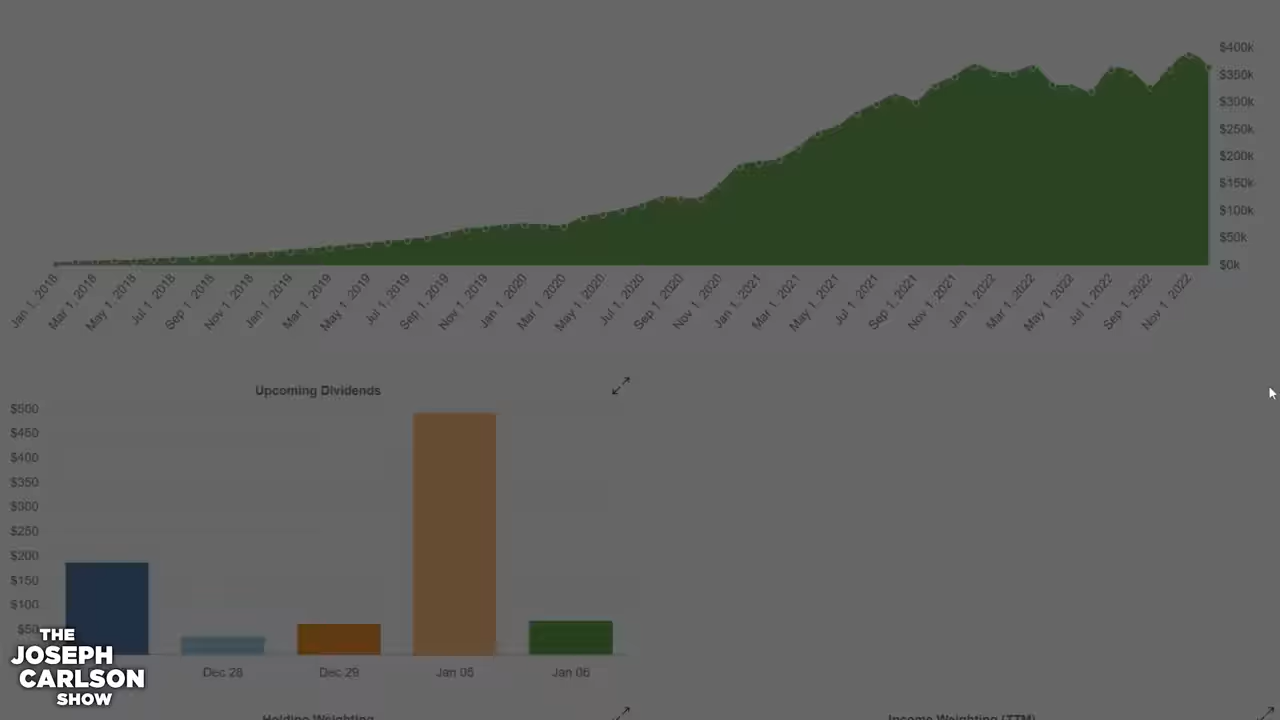 $400k
$350k
$300k
$250k
$200k
$150k
$100k
$50k
$0k
Jan 1, 2018
Mar 1, 2018
May 1, 2018
Jul 1, 2018
Sep 1, 2018
Nov 1, 2018
Jan 1, 2019
Mar 1, 2019
May 1, 2019
Jul 1, 2019
Sep 1, 2019
Nov 1, 2019
Jan 1, 2020
Mar 1, 2020
May 1, 2020
Jul 1, 2020
Sep 1, 2020
Nov 1, 2020
Jan 1, 2021
Mar 1, 2021
May 1, 2021
Jul 1, 2021
Sep 1, 2021
Nov 1, 2021
Jan 1, 2022
Mar 1, 2022
May 1, 2022
Jul 1, 2022
Sep 1, 2022
Nov 1, 2022
Upcoming Dividends
$500
$450
$400
$350
$300
$250
$200
$150
$100
$50
Dec 28
Dec 29
Jan 05
Jan 06
THE
JOSEPH
CARLSON
SHOW
Holding Weighting
Income Weighting (TTM)